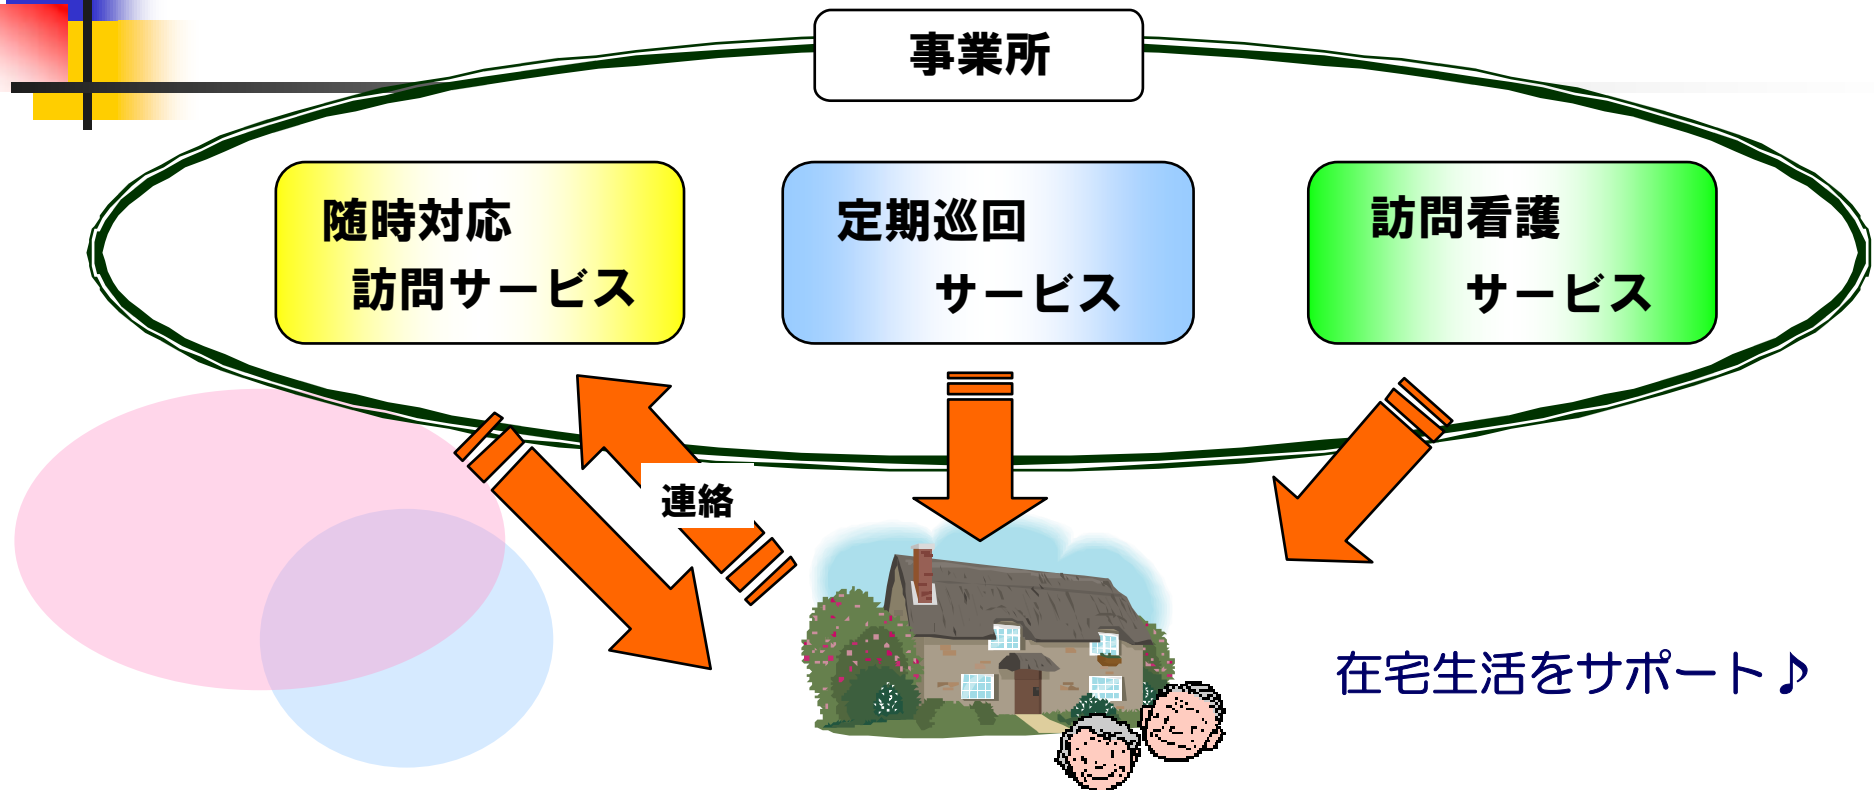 事業所
随時対応
訪問サービス
定期巡回
サービス
訪問看護
サービス
連絡
在宅生活をサポート♪